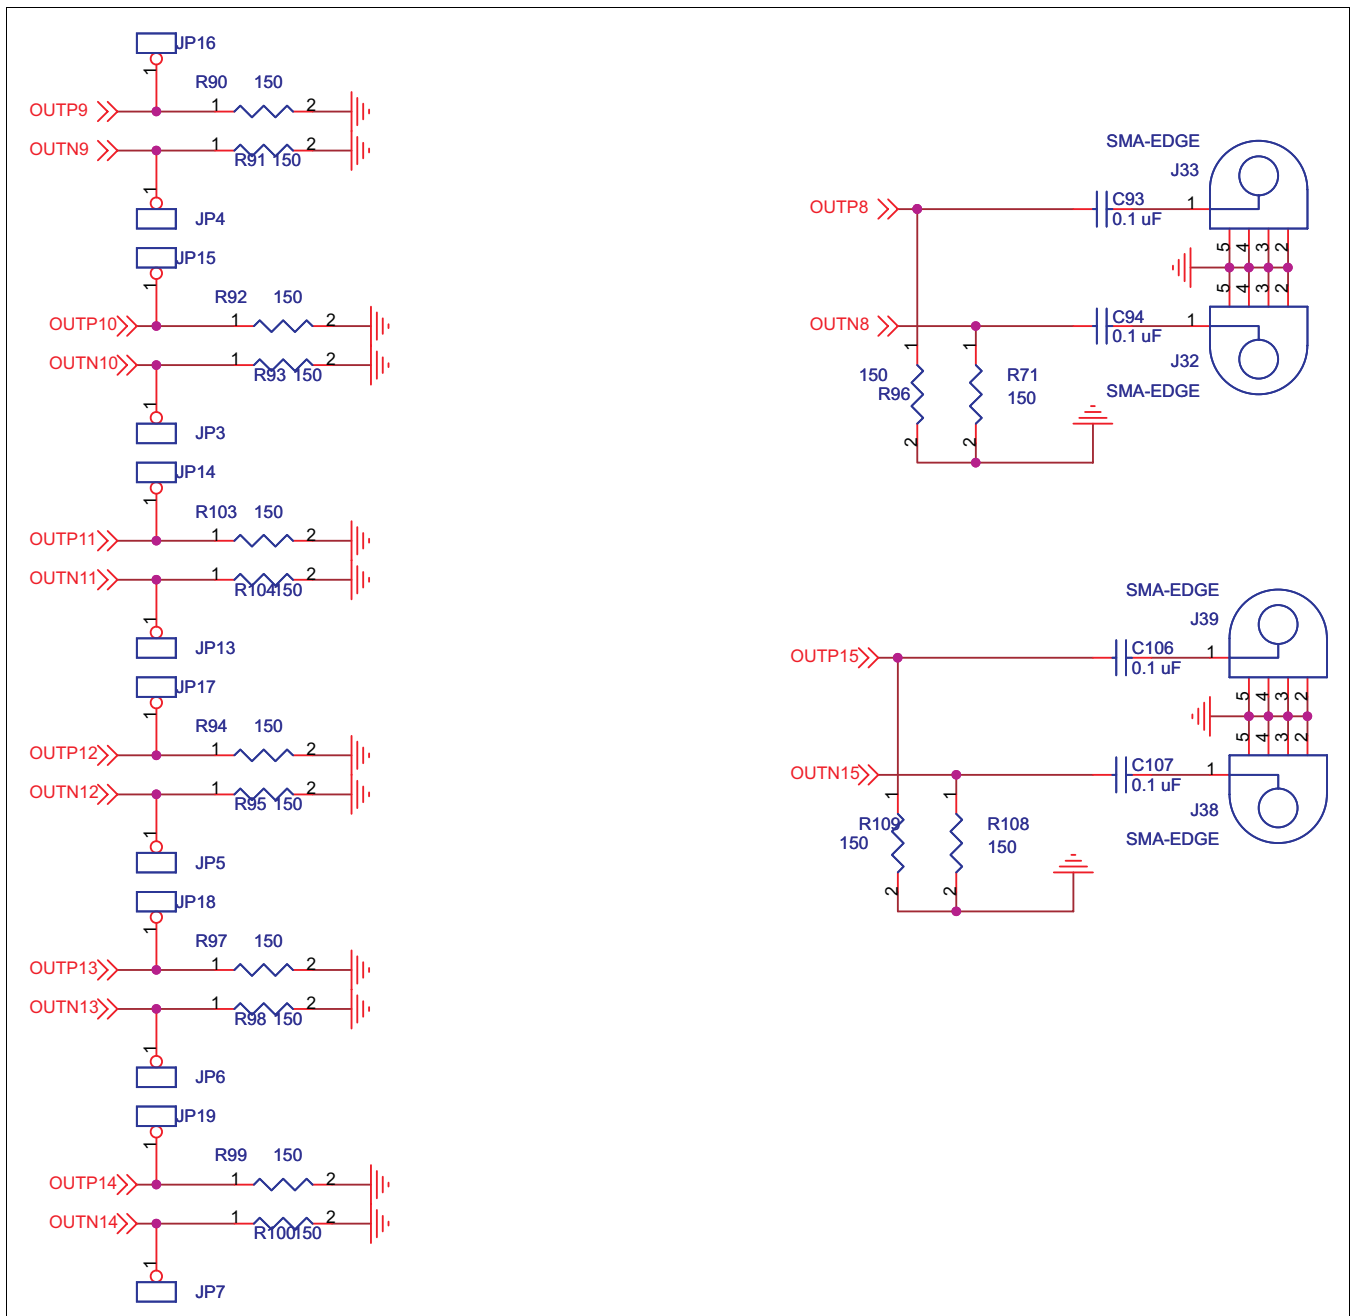 JP16
1
R90 150
OUTP9 1 2
OUTN9 1 2
R91 150
1
JP4
JP15
1
R92 150
OUTP10 1 2
OUTN10 1 2
R93 150
1
JP3
JP14
1
R103 150
OUTP11 1 2
OUTN11 1 2
R104 150
1
JP13
JP17
1
R94 150
OUTP12 1 2
OUTN12 1 2
R95 150
1
JP5
JP18
1
R97 150
OUTP13 1 2
OUTN13 1 2
R98 150
1
JP6
JP19
1
R99 150
OUTP14 1 2
OUTN14 1 2
R100 150
1
JP7
SMA-EDGE
J33
OUTP8 C93 1
0.1 uF
5 4 3 2
5 4 3 2
OUTN8 C94 1
0.1 uF
1 1
J32
150 R71
R96 150
SMA-EDGE
2 2
SMA-EDGE
J39
OUTP15 C106 1
0.1 uF
5 4 3 2
5 4 3 2
OUTN15 C107 1
0.1 uF
1 1
J38
R109 R108
150 150
SMA-EDGE
2 2